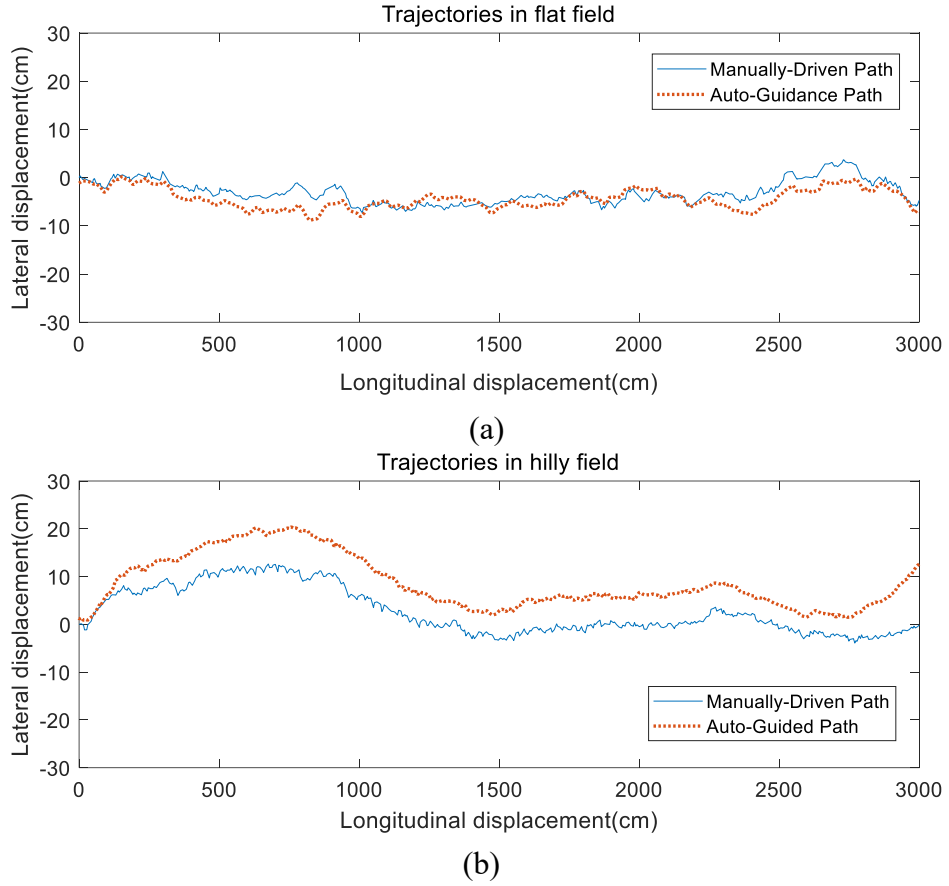 Trajectories in flat field
30
20
10
0
-10
-20
-30
Lateral displacement(cm)
Manually-Driven Path
Auto-Guidance Path
0 500 1000 1500 2000 2500 3000
Longitudinal displacement(cm)
(a)
Trajectories in hilly field
30
20
10
0
-10
-20
-30
Lateral displacement(cm)
Manually-Driven Path
Auto-Guided Path
0 500 1000 1500 2000 2500 3000
Longitudinal displacement(cm)
(b)